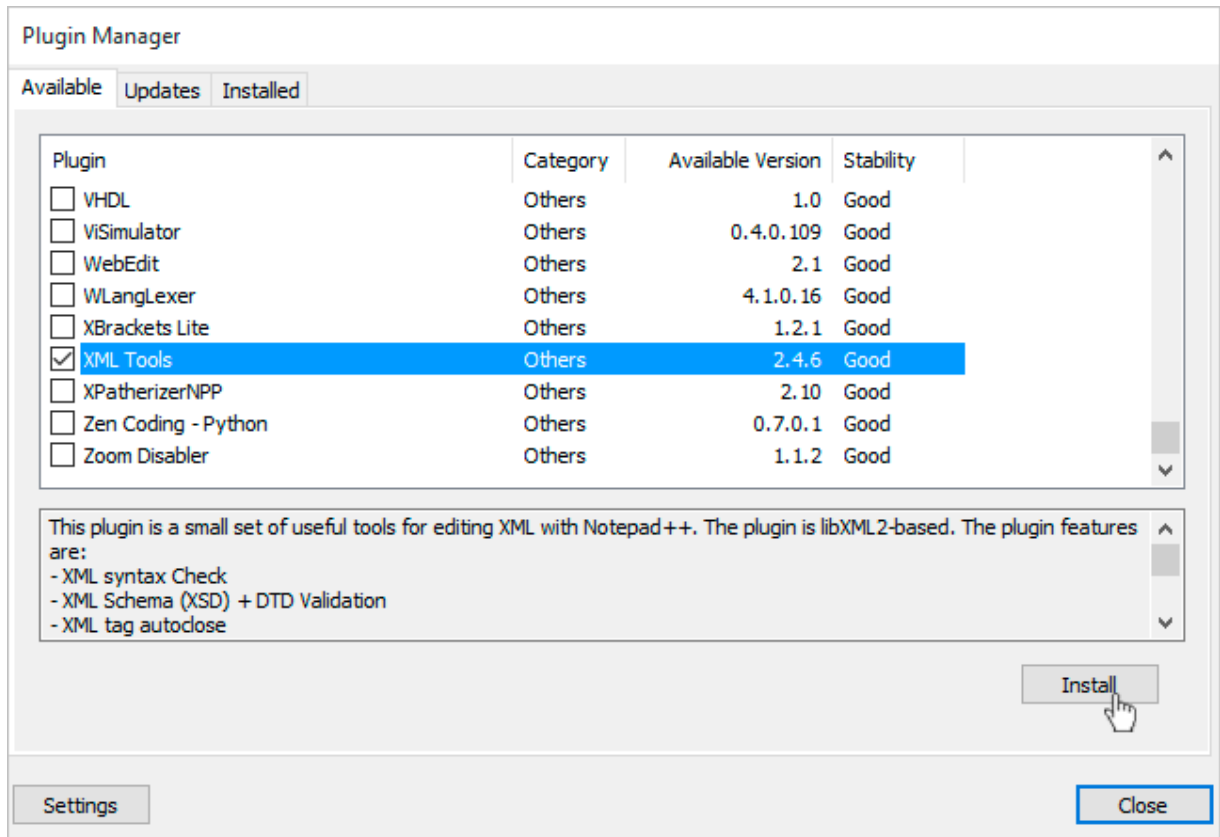 Plugin Manager
Available Updates Installed
Plugin Category Available Version Stability
VHDL Others 1.0 Good
ViSimulator Others 0.4.0.109 Good
WebEdit Others 2.1 Good
WLangLexer Others 4.1.0.16 Good
XBrackets Lite Others 1.2.1 Good
XML Tools Others 2.4.6 Good
XPatherizerNPP Others 2.10 Good
Zen Coding - Python Others 0.7.0.1 Good
Zoom Disabler Others 1.1.2 Good
This plugin is a small set of useful tools for editing XML with Notepad++. The plugin is libXML2-based. The plugin features
are:
- XML syntax Check
- XML Schema (XSD) + DTD Validation
- XML tag autoclose
Install
Settings Close